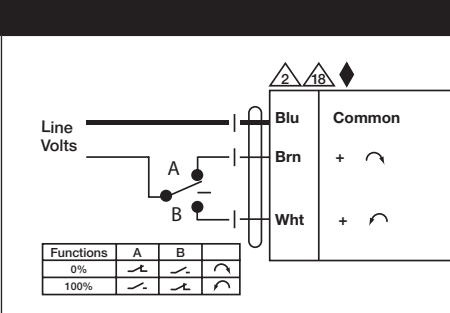 2 18
Blu Common
Line
Volts
A
Brn +
B
Wht +
Functions A B
0%
100%